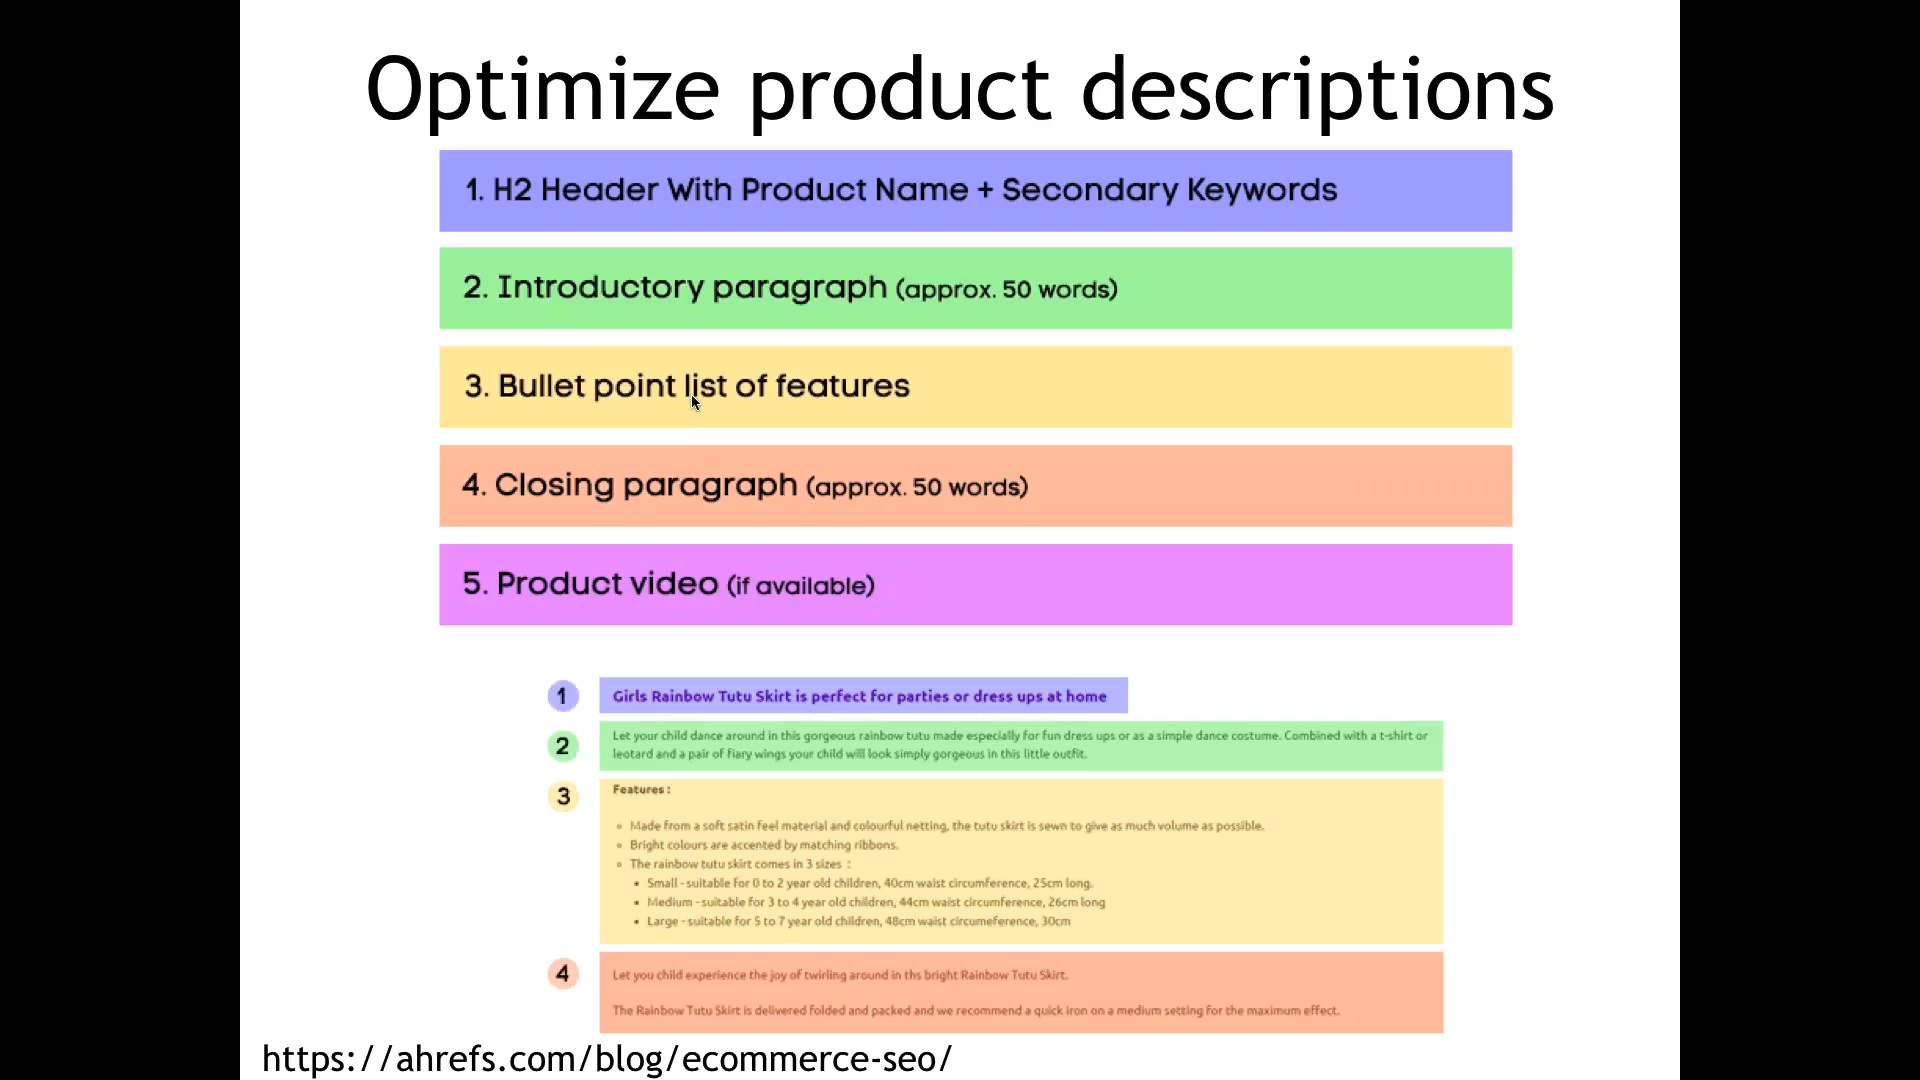 Optimize product descriptions
1. H2 Header With Product Name + Secondary Keywords
2. Introductory paragraph (approx. 50 words)
3. Bullet point list of features
4. Closing paragraph (approx. 50 words)
5. Product video (if available)
1 Girls Rainbow Tutu Skirt is perfect for parties or dress ups at home
2 Let your child dance around in this gorgeous rainbow tutu made especially for fun dress ups or as a simple dance costume. Combined with a t-shirt or
leotard and a pair of fiary wings your child will look simply gorgeous in this little outfit.
3 Features :
Made from a soft satin feel material and colourful netting, the tutu skirt is sewn to give as much volume as possible.
Bright colours are accented by matching ribbons.
The rainbow tutu skirt comes in 3 sizes :
Small - suitable for 0 to 2 year old children, 40cm waist circumference, 25cm long.
Medium - suitable for 3 to 4 year old children, 44cm waist circumference, 26cm long
Large - suitable for 5 to 7 year old children, 48cm waist circumeference, 30cm
4 Let you child experience the joy of twirling around in ths bright Rainbow Tutu Skirt.
The Rainbow Tutu Skirt is delivered folded and packed and we recommend a quick iron on a medium setting for the maximum effect.
https://ahrefs.com/blog/ecommerce-seo/